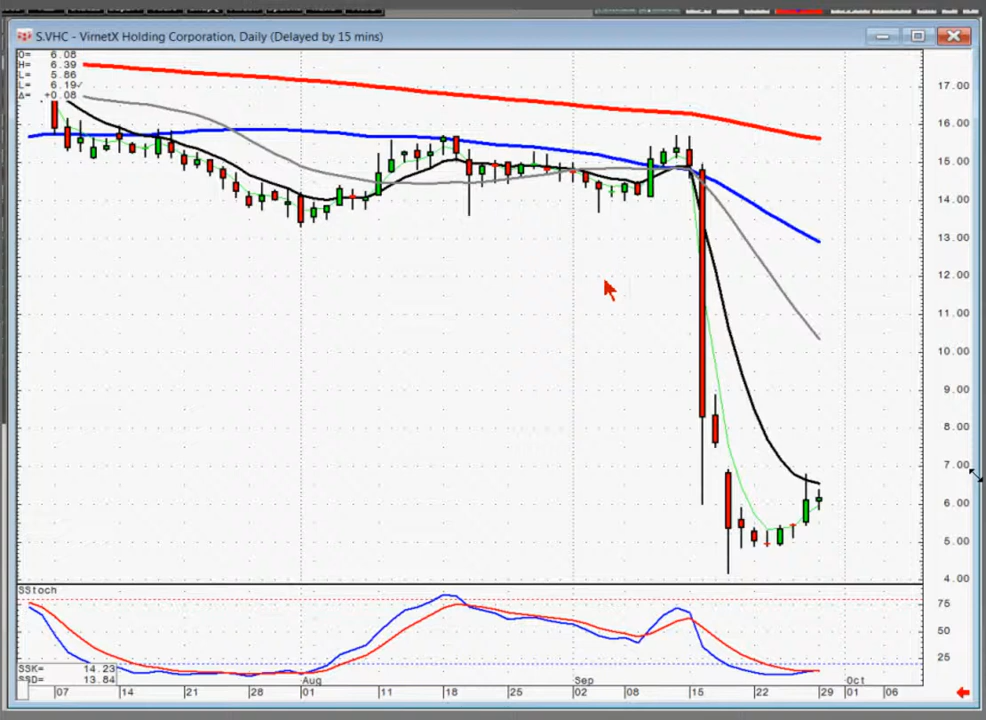 S.VHC - VirnetX Holding Corporation, Daily (Delayed by 15 mins)
O= 6.08
H= 6.39
L= 5.86
L= 6.19✓
Δ= +0.08
17.00
16.00
15.00
14.00
13.00
12.00
11.00
10.00
9.00
8.00
7.00
6.00
5.00
4.00
SStoch
75
50
25
SSK= 14.23
SSD= 13.84
Aug
Sep
Oct
07
14
21
28
01
11
18
25
02
08
15
22
29
01
06